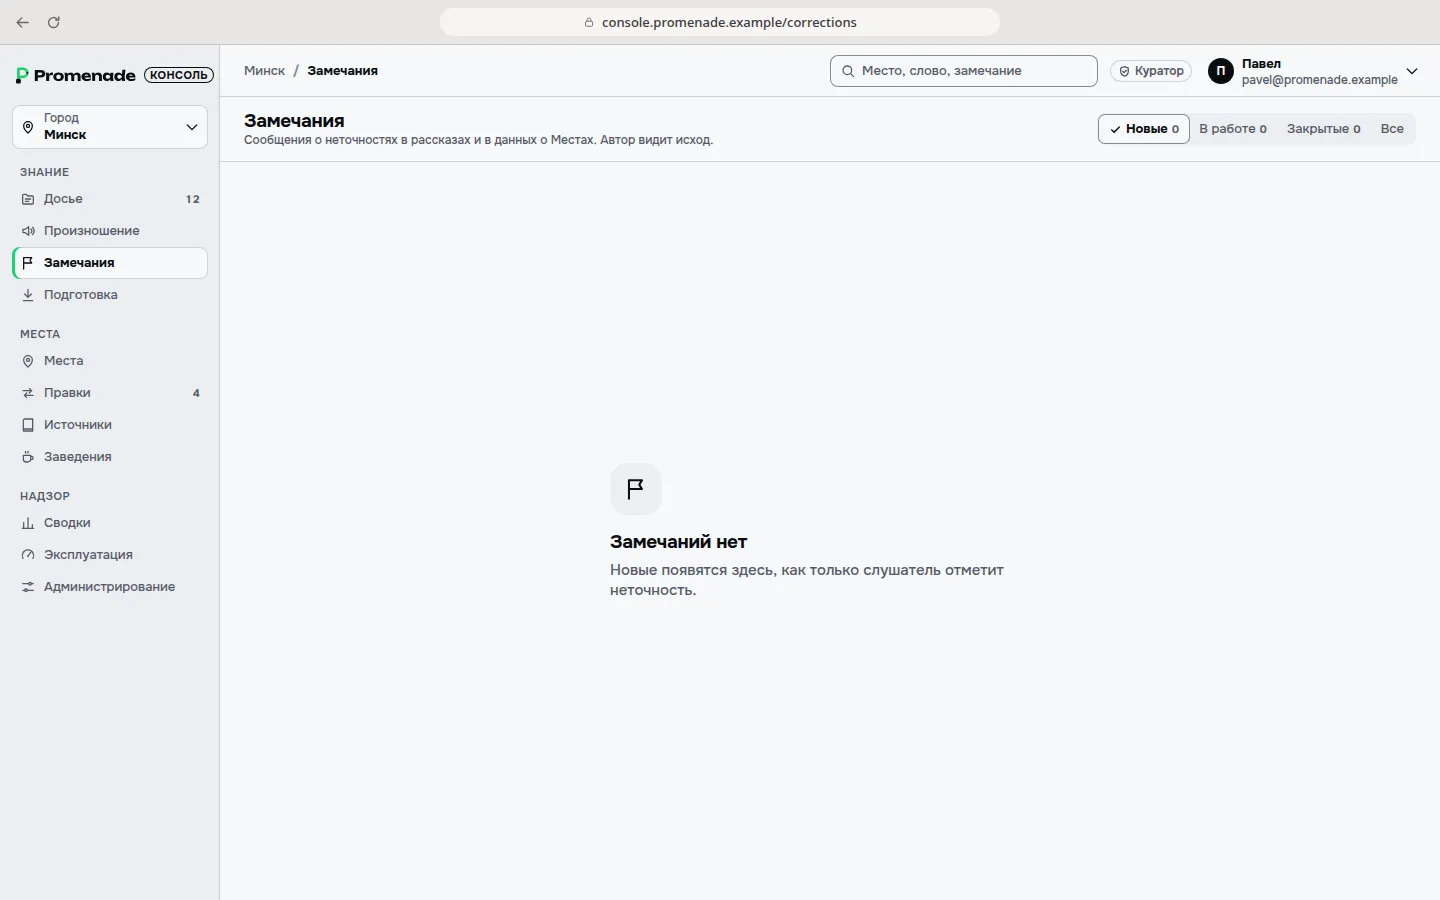 console.promenade.example/corrections
Promenade КОНСОЛЬ
Город
Минск
ЗНАНИЕ
Досье 12
Произношение
Замечания
Подготовка
МЕСТА
Места
Правки 4
Источники
Заведения
НАДЗОР
Сводки
Эксплуатация
Администрирование
Минск / Замечания
Место, слово, замечание
Куратор
П
Павел
pavel@promenade.example
Замечания
Сообщения о неточностях в рассказах и в данных о Местах. Автор видит исход.
Новые 0 В работе 0 Закрытые 0 Все
Замечаний нет
Новые появятся здесь, как только слушатель отметит
неточность.